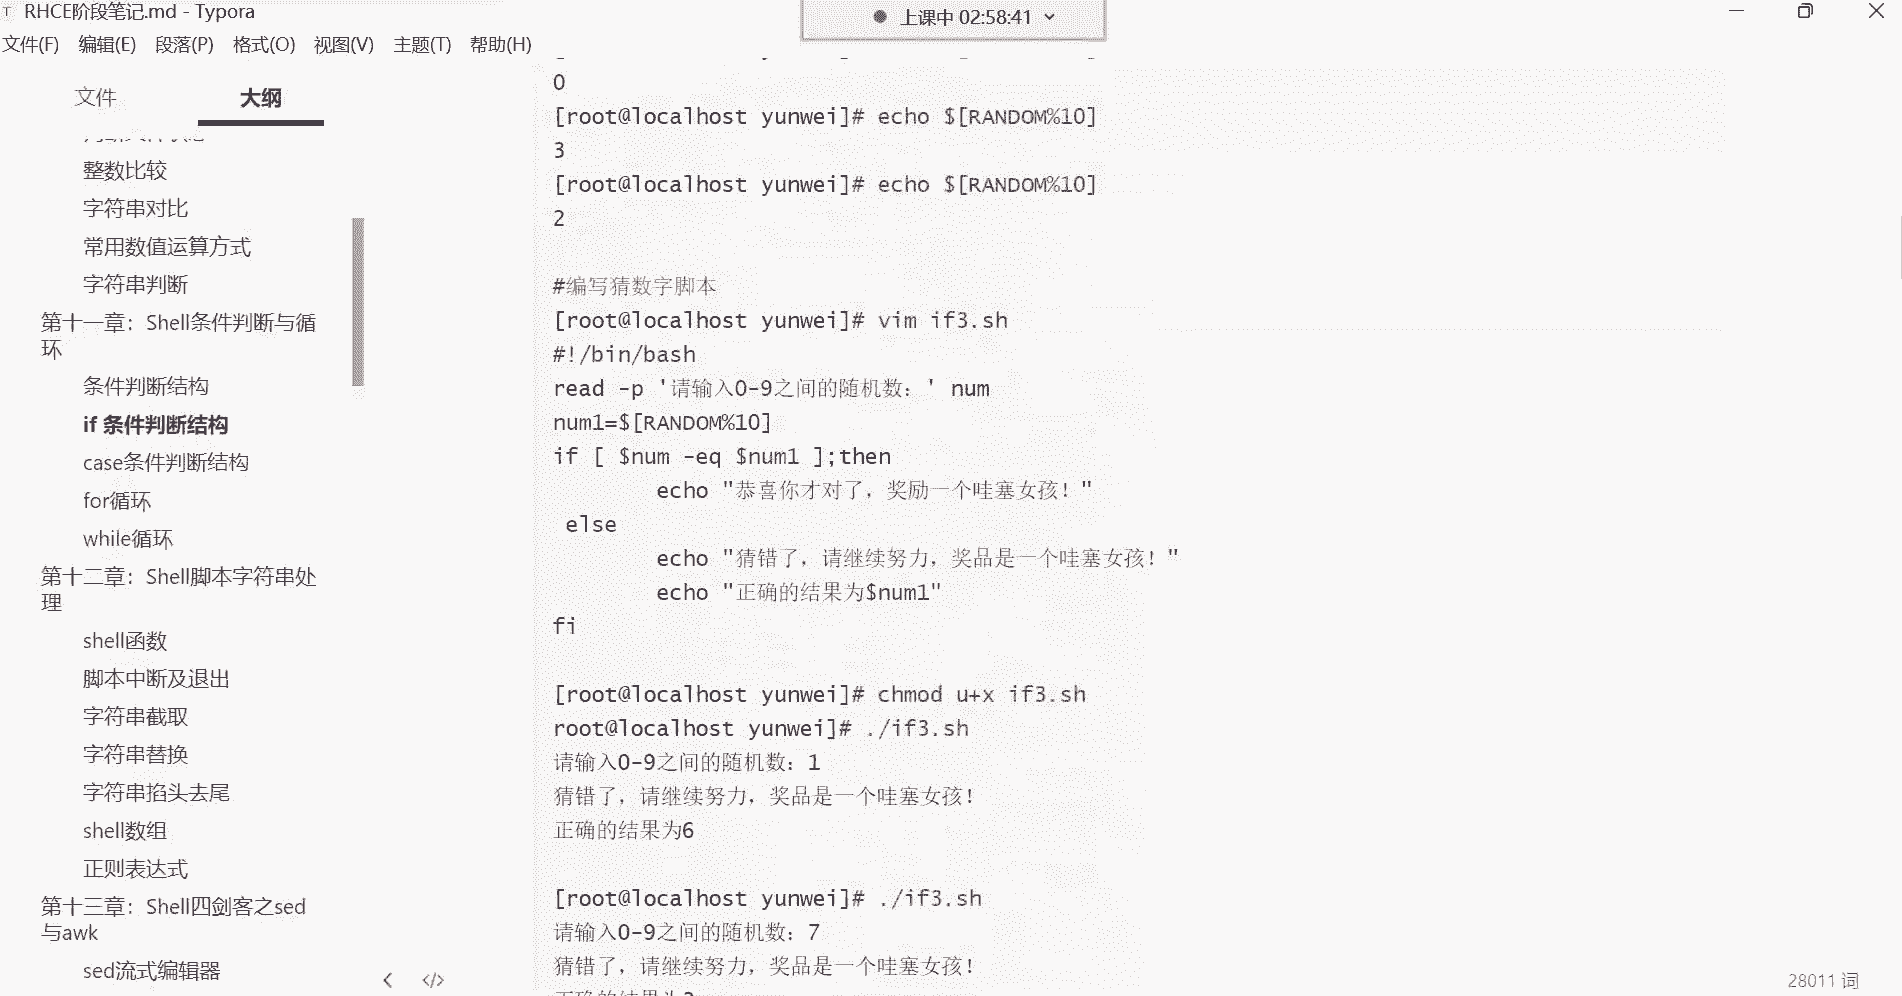 RHCE阶段笔记.md - Typora
上课中 02:58:41
文件(F) 编辑(E) 段落(P) 格式(O) 视图(V) 主题(T) 帮助(H)
文件 大纲
整数比较
字符串对比
常用数值运算方式
字符串判断
第十一章：Shell条件判断与循
环
条件判断结构
if 条件判断结构
case条件判断结构
for循环
while循环
第十二章：Shell脚本字符串处
理
shell函数
脚本中断及退出
字符串截取
字符串替换
字符串掐头去尾
shell数组
正则表达式
第十三章：Shell四剑客之sed
与awk
sed流式编辑器
0
[root@localhost yunwei]# echo $[RANDOM%10]
3
[root@localhost yunwei]# echo $[RANDOM%10]
2
#编写猜数字脚本
[root@localhost yunwei]# vim if3.sh
#!/bin/bash
read -p '请输入0-9之间的随机数：' num
num1=$[RANDOM%10]
if [ $num -eq $num1 ];then
echo "恭喜你才对了，奖励一个哇塞女孩！"
else
echo "猜错了，请继续努力，奖品是一个哇塞女孩！"
echo "正确的结果为$num1"
fi
[root@localhost yunwei]# chmod u+x if3.sh
root@localhost yunwei]# ./if3.sh
请输入0-9之间的随机数：1
猜错了，请继续努力，奖品是一个哇塞女孩！
正确的结果为6
[root@localhost yunwei]# ./if3.sh
请输入0-9之间的随机数：7
猜错了，请继续努力，奖品是一个哇塞女孩！
28011 词